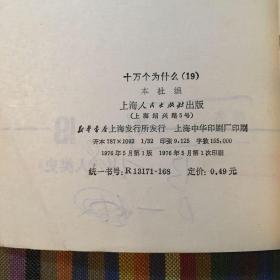 十万个为什么(19)
本社组
上海人民出版社出版
(上海绍兴路5号)
新华书店上海发行所发行 上海中华印刷厂印刷
开本787×1092 1/32 印张9.125 字数155,000
1976年5月第1版 1976年5月第1次印刷
统一书号:R13171·168 定价:0.49元